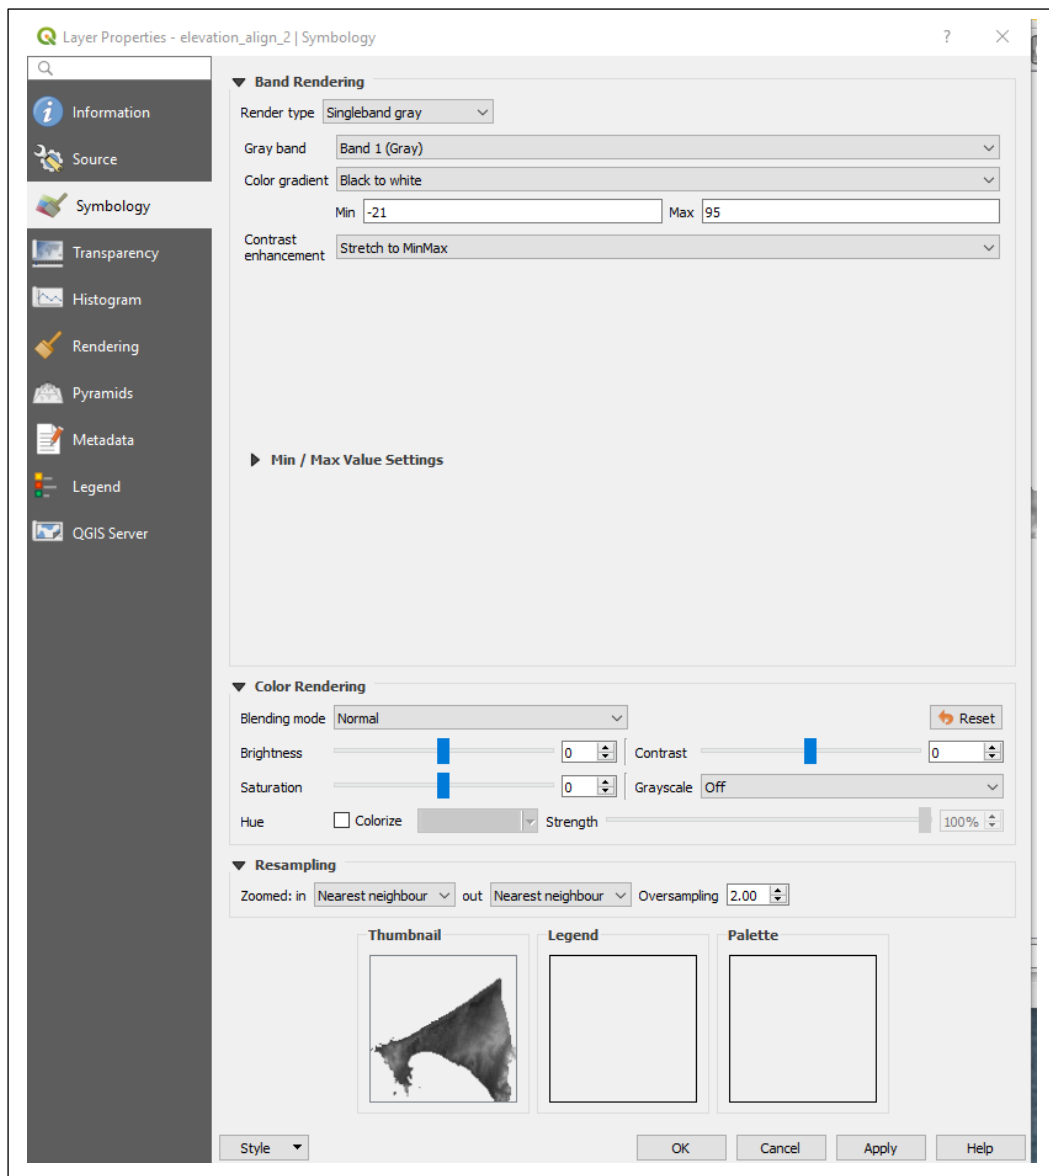 Layer Properties - elevation_align_2 | Symbology
?
Information
Source
Symbology
Transparency
Histogram
Rendering
Pyramids
Metadata
Legend
QGIS Server
Band Rendering
Render type Singleband gray
Gray band Band 1 (Gray)
Color gradient Black to white
Min -21 Max 95
Contrast
enhancement Stretch to MinMax
Min / Max Value Settings
Color Rendering
Blending mode Normal Reset
Brightness 0 Contrast 0
Saturation 0 Grayscale Off
Hue Colorize Strength 100%
Resampling
Zoomed: in Nearest neighbour out Nearest neighbour Oversampling 2.00
Thumbnail Legend Palette
Style OK Cancel Apply Help